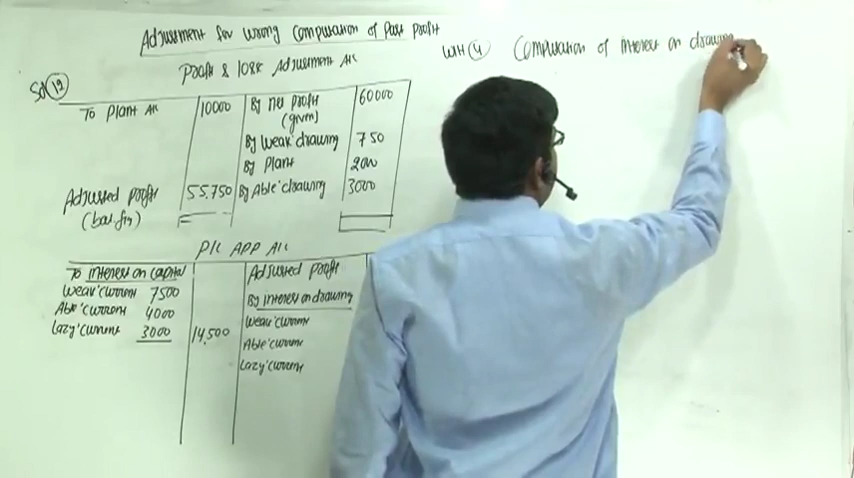 Adjustment for wrong Computation of Past profit
Profit & loss Adjustment A/c
Sol 19
To Plant A/c 10000 By net profit 60000
(given)
By Weak' drawing 750
By Plant 2000
Adjusted profit 55,750 By Able' drawing 3000
(bal.fig)
P/L APP A/c
To interest on capital Adjusted profit
Weak' current 7500 By interest on drawing
Able' current 4000 Weak' current
Lazy' current 3000 14,500 Able' current
Lazy' current
WN 4 Computation of interest on drawing